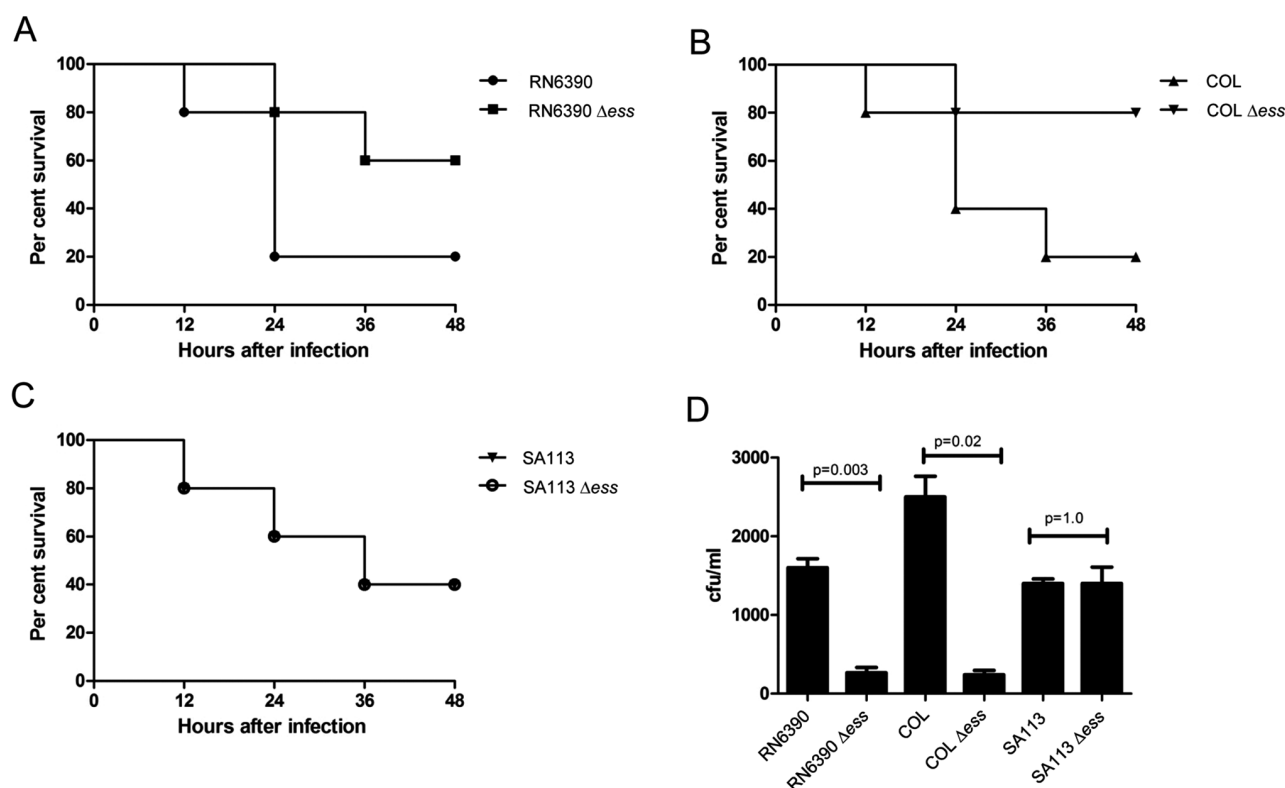 A
100
80
60
40
20
0
0 12 24 36 48
Per cent survival
Hours after infection
RN6390
RN6390 Δess
B
100
80
60
40
20
0
0 12 24 36 48
Per cent survival
Hours after infection
COL
COL Δess
C
100
80
60
40
20
0
0 12 24 36 48
Per cent survival
Hours after infection
SA113
SA113 Δess
D
p=0.02
p=0.003
p=1.0
3000
2000
1000
0
cfu/ml
RN6390
RN6390 Δess
COL
COL Δess
SA113
SA113 Δess